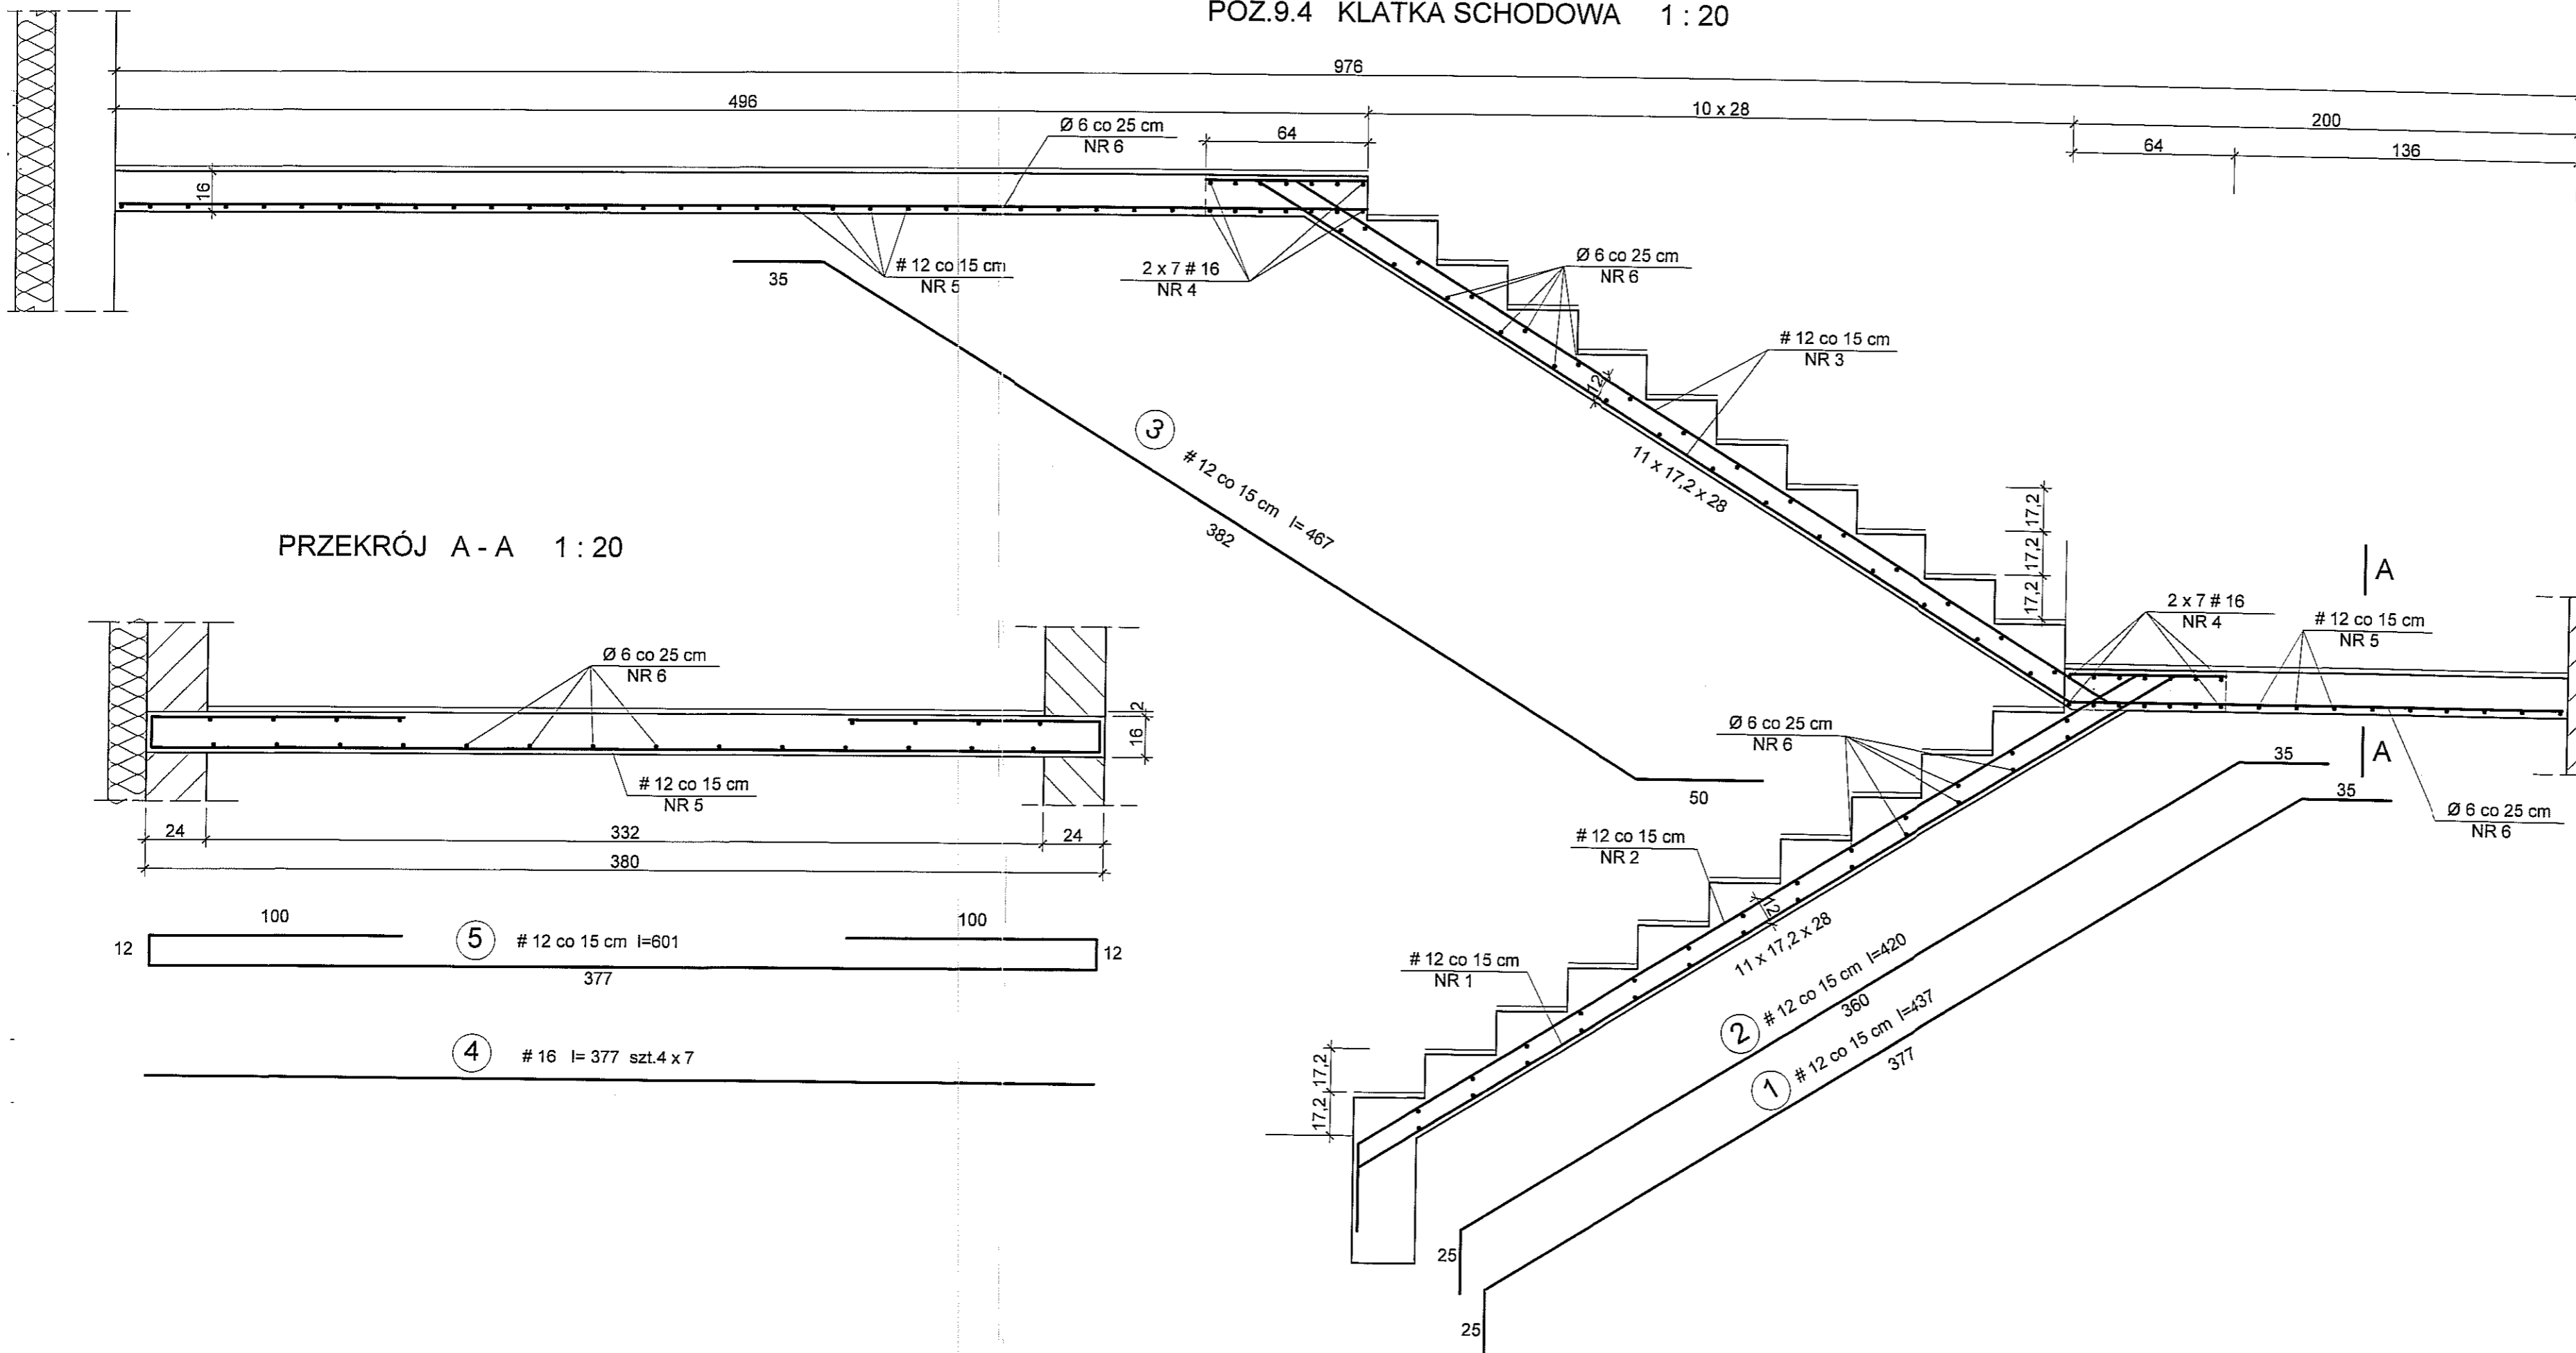 POZ.9.4 KLATKA SCHODOWA 1 : 20
976
496
10 x 28
200
64
64
136
Ø 6 co 25 cm
NR 6
16
# 12 co 15 cm
NR 5
2 x 7 # 16
NR 4
35
Ø 6 co 25 cm
NR 6
# 12 co 15 cm
NR 3
12
11 x 17,2 x 28
3
# 12 co 15 cm l= 467
382
50
17,2
17,2
17,2
A
2 x 7 # 16
NR 4
# 12 co 15 cm
NR 5
A
Ø 6 co 25 cm
NR 6
Ø 6 co 25 cm
NR 6
PRZEKRÓJ A - A 1 : 20
Ø 6 co 25 cm
NR 6
2
16
# 12 co 15 cm
NR 5
24
332
24
380
100
100
12
5
# 12 co 15 cm l=601
12
377
4
# 16 l= 377 szt.4 x 7
# 12 co 15 cm
NR 2
12
11 x 17,2 x 28
# 12 co 15 cm
NR 1
17,2
17,2
35
35
2
# 12 co 15 cm l=420
360
1
# 12 co 15 cm l=437
377
25
25